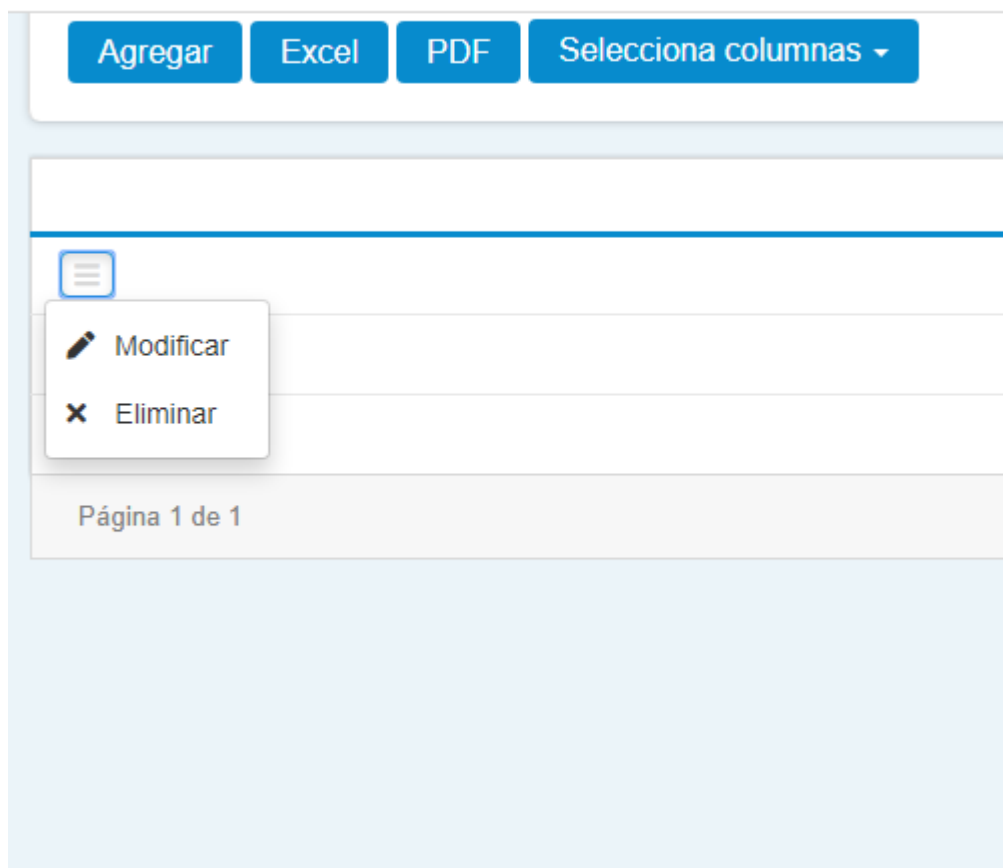 Agregar Excel PDF Selecciona columnas
Modificar
Eliminar
Página 1 de 1